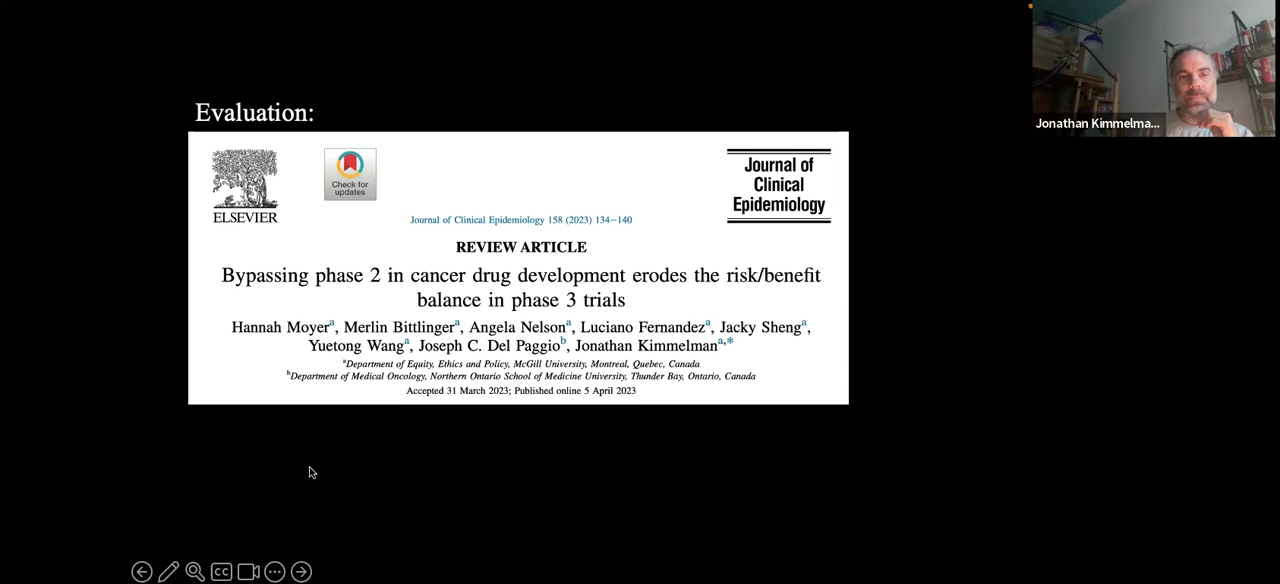 Evaluation:
ELSEVIER
Check for
updates
Journal of
Clinical
Epidemiology
Journal of Clinical Epidemiology 158 (2023) 134–140
REVIEW ARTICLE
Bypassing phase 2 in cancer drug development erodes the risk/benefit
balance in phase 3 trials
Hannah Moyerᵃ, Merlin Bittlingerᵃ, Angela Nelsonᵃ, Luciano Fernandezᵃ, Jacky Shengᵃ,
Yuetong Wangᵃ, Joseph C. Del Paggioᵇ, Jonathan Kimmelmanᵃ,*
ᵃDepartment of Equity, Ethics and Policy, McGill University, Montreal, Quebec, Canada
ᵇDepartment of Medical Oncology, Northern Ontario School of Medicine University, Thunder Bay, Ontario, Canada
Accepted 31 March 2023; Published online 5 April 2023
Jonathan Kimmelma...
CC